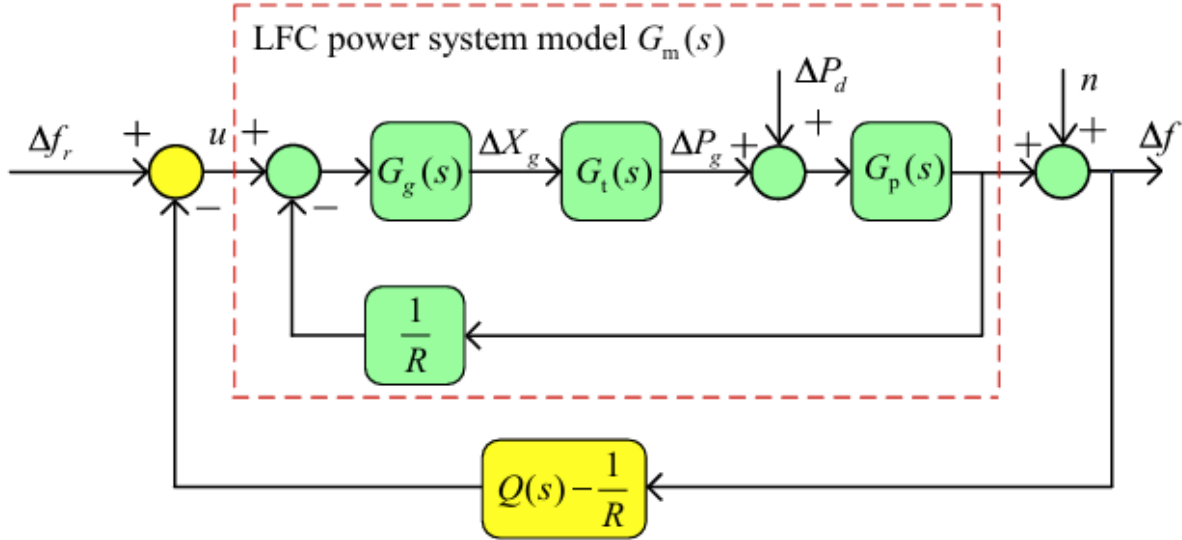 LFC power system model G_m(s)
ΔP_d
n
Δf_r
+
u
+
G_g(s)
ΔX_g
G_t(s)
ΔP_g
+
+
G_p(s)
+
+
Δf
−
−
1/R
Q(s) − 1/R